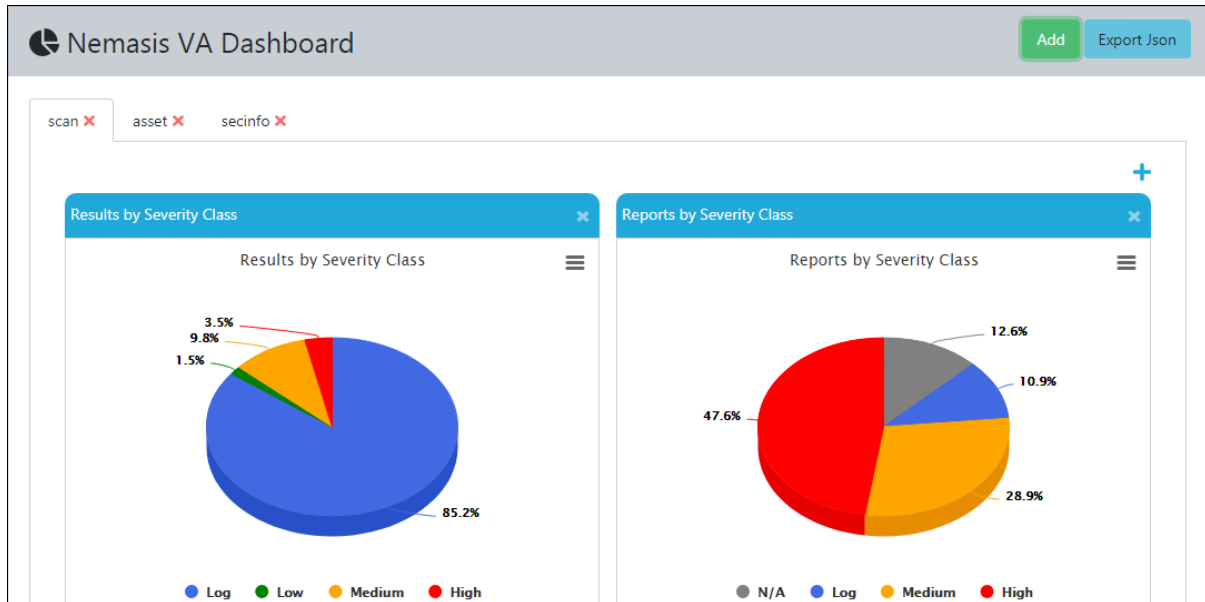 Nemasis VA Dashboard
Add
Export Json
scan
asset
secinfo
Results by Severity Class
Results by Severity Class
3.5%
9.8%
1.5%
85.2%
Log Low Medium High
Reports by Severity Class
Reports by Severity Class
12.6%
10.9%
47.6%
28.9%
N/A Log Medium High